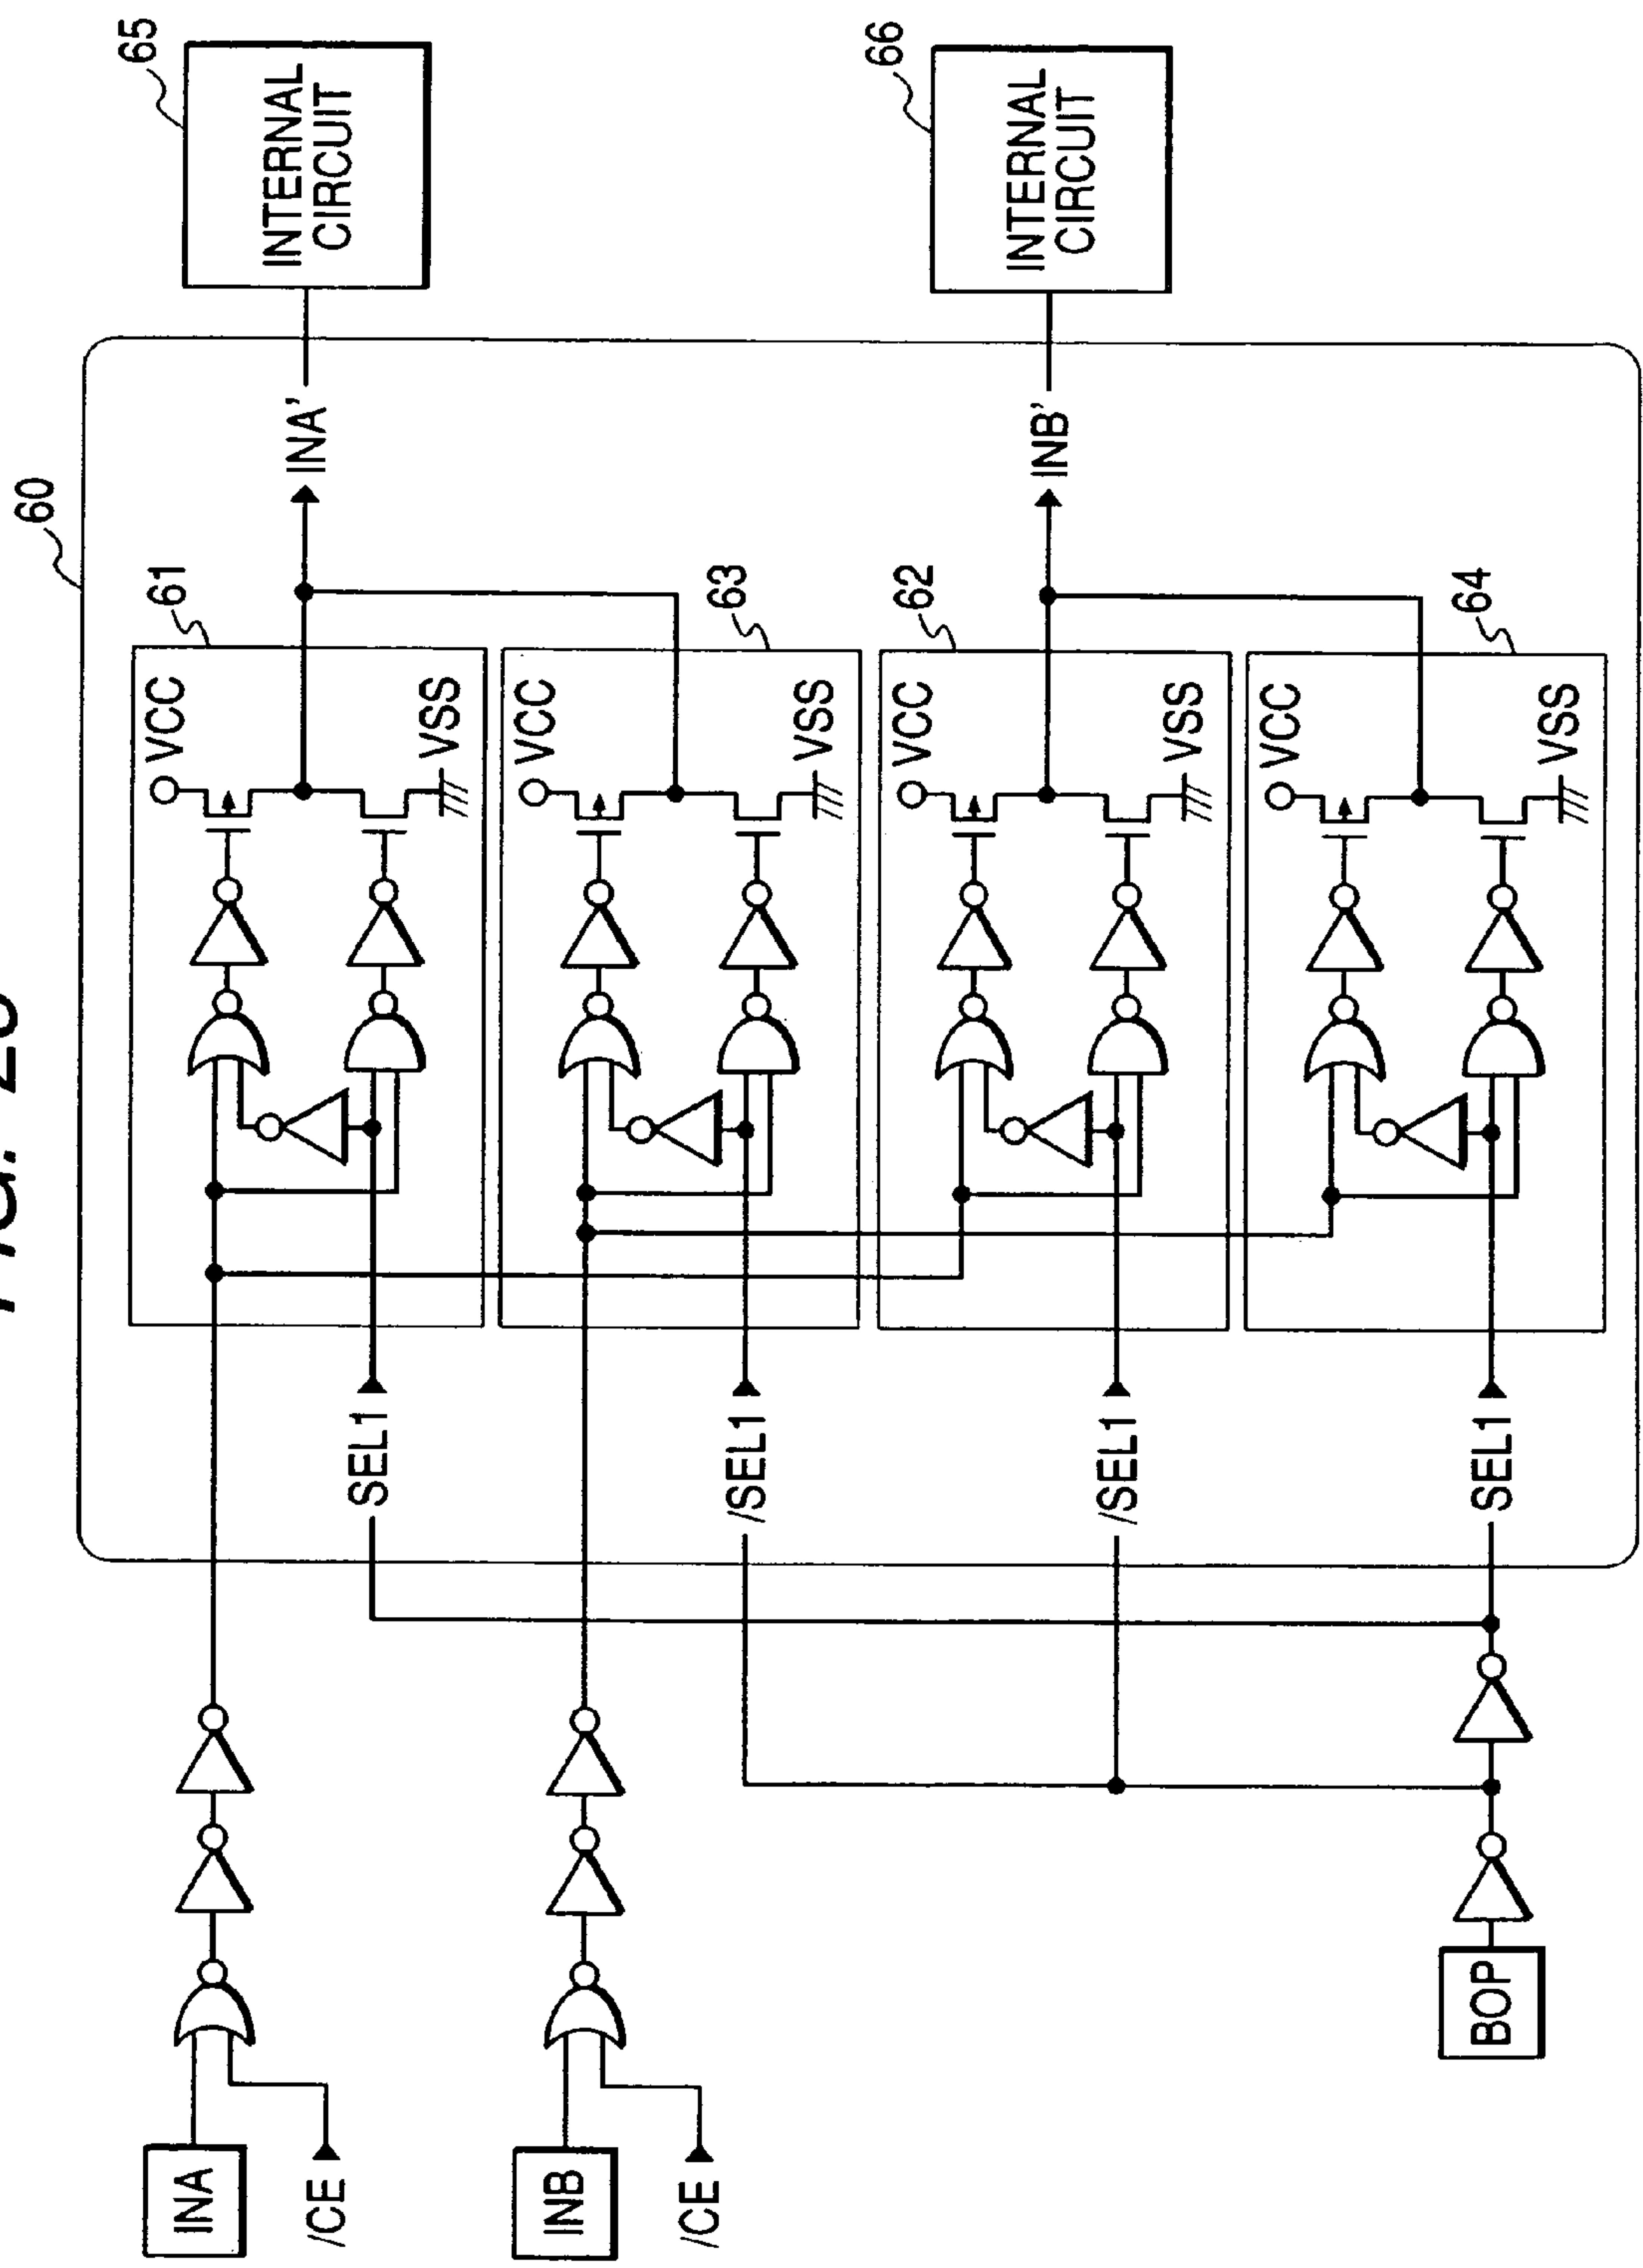 60
INA
/CE
61
VCC
VSS
SEL1
INA'
65
INTERNAL
CIRCUIT
INB
/CE
63
VCC
VSS
/SEL1
62
VCC
VSS
/SEL1
INB'
66
INTERNAL
CIRCUIT
64
VCC
VSS
SEL1
BOP